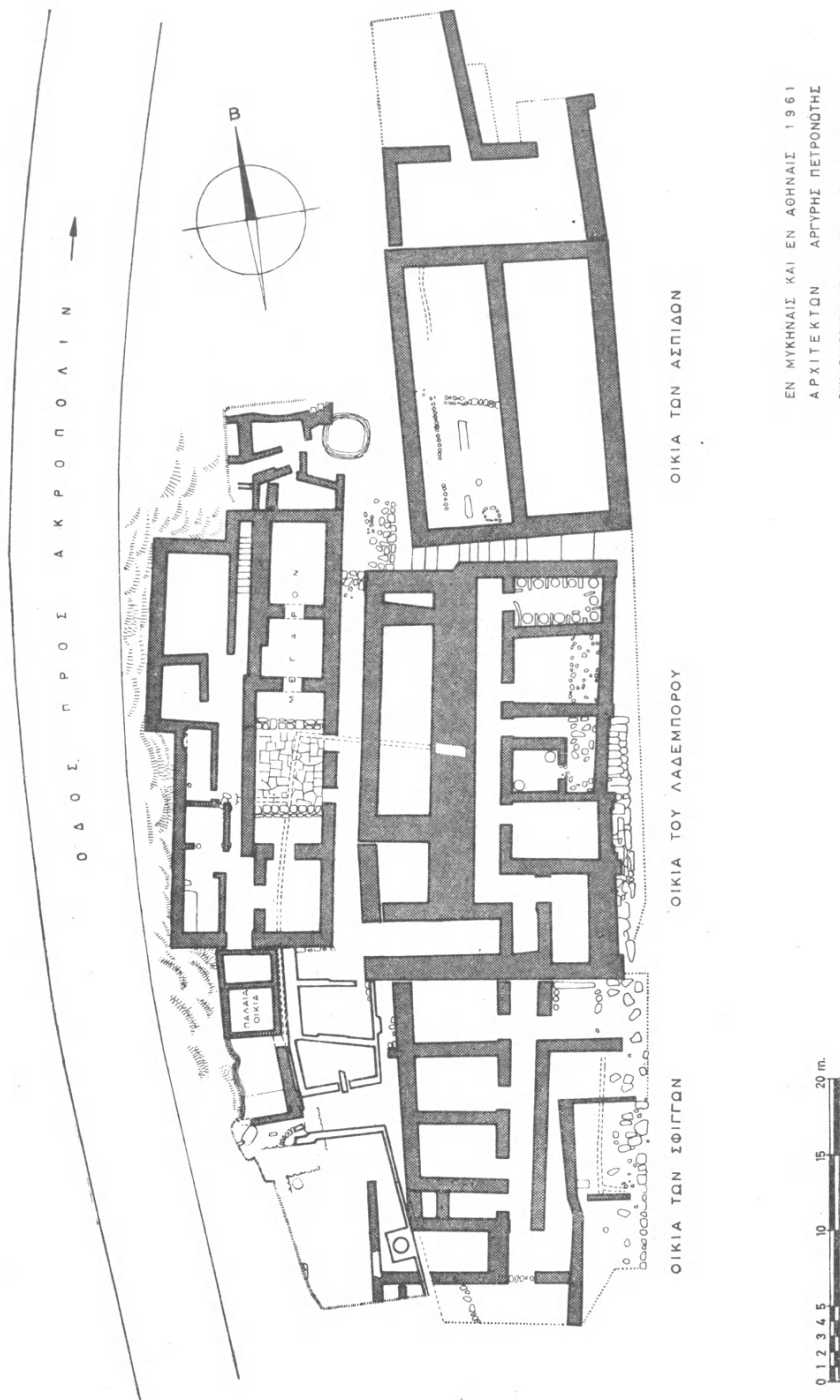 ΟΔΟΣ ΠΡΟΣ ΑΚΡΟΠΟΛΙΝ
Β
ΜΕΓΑΡΟΝ
ΠΑΛΑΙΑ
ΟΙΚΙΑ
ΟΙΚΙΑ ΤΩΝ ΑΣΠΙΔΩΝ
ΟΙΚΙΑ ΤΟΥ ΛΑΔΕΜΠΟΡΟΥ
ΟΙΚΙΑ ΤΩΝ ΣΦΙΓΓΩΝ
ΕΝ ΜΥΚΗΝΑΙΣ ΚΑΙ ΕΝ ΑΘΗΝΑΙΣ 1961
ΑΡΧΙΤΕΚΤΩΝ ΑΡΓΥΡΗΣ ΠΕΤΡΟΝΩΤΗΣ
0 1 2 3 4 5 10 15 20 m.